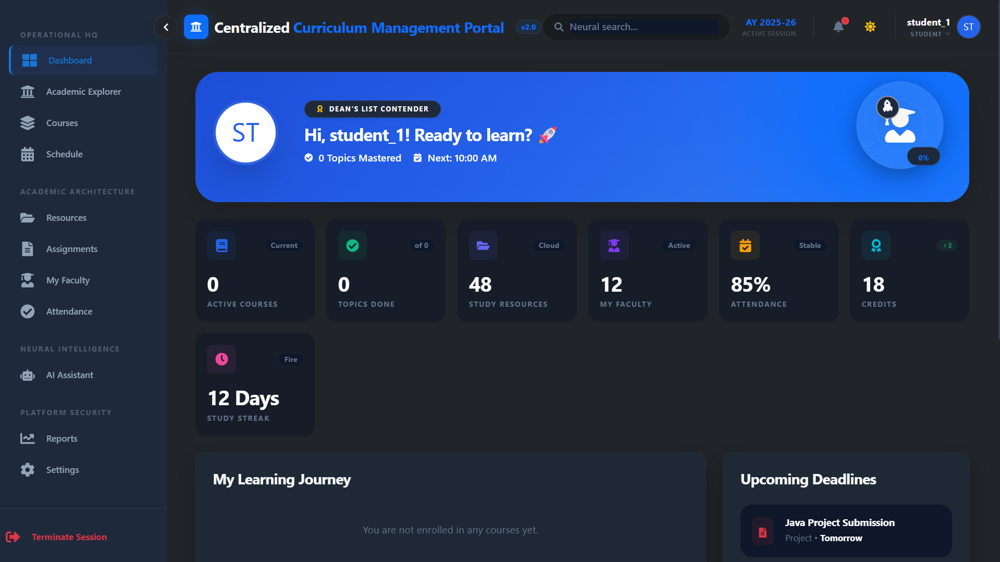 OPERATIONAL HQ
Dashboard
Academic Explorer
Courses
Schedule
ACADEMIC ARCHITECTURE
Resources
Assignments
My Faculty
Attendance
NEURAL INTELLIGENCE
AI Assistant
PLATFORM SECURITY
Reports
Settings
Terminate Session
Centralized Curriculum Management Portal
v2.0
Neural search...
AY 2025-26
ACTIVE SESSION
student_1
STUDENT
ST
ST
DEAN'S LIST CONTENDER
Hi, student_1! Ready to learn? 🚀
0 Topics Mastered
Next: 10:00 AM
0%
Current
0
ACTIVE COURSES
of 0
0
TOPICS DONE
Cloud
48
STUDY RESOURCES
Active
12
MY FACULTY
Stable
85%
ATTENDANCE
+3
18
CREDITS
Fire
12 Days
STUDY STREAK
My Learning Journey
You are not enrolled in any courses yet.
Upcoming Deadlines
Java Project Submission
Project • Tomorrow